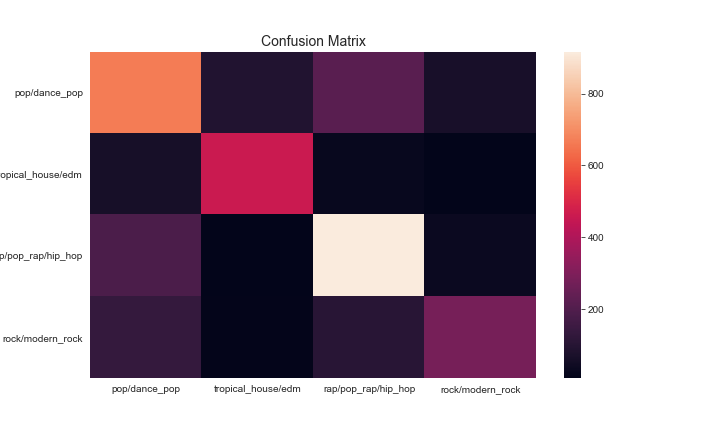 Confusion Matrix
pop/dance_pop
ropical_house/edm
p/pop_rap/hip_hop
rock/modern_rock
pop/dance_pop
tropical_house/edm
rap/pop_rap/hip_hop
rock/modern_rock
800
600
400
200